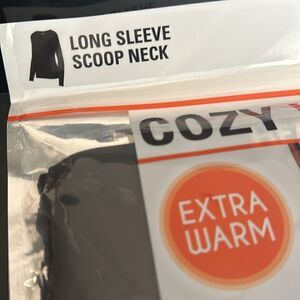 LONG SLEEVE
SCOOP NECK
COZY
EXTRA
WARM